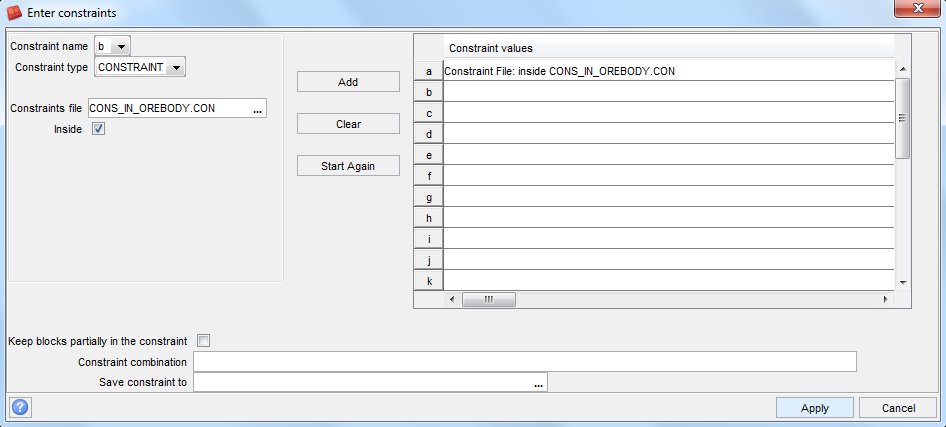 Enter constraints
Constraint name b
Constraint type CONSTRAINT
Constraints file CONS_IN_OREBODY.CON ...
Inside
Add
Clear
Start Again
Constraint values
a Constraint File: inside CONS_IN_OREBODY.CON
b
c
d
e
f
g
h
i
j
k
Keep blocks partially in the constraint
Constraint combination
Save constraint to ...
?
Apply
Cancel